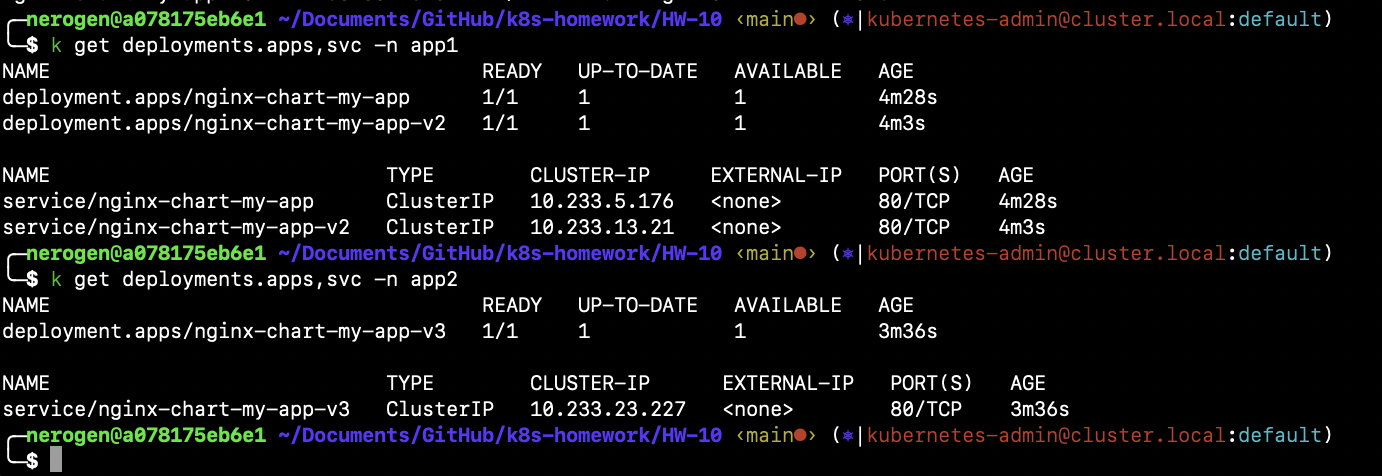 ╭─nerogen@a078175eb6e1 ~/Documents/GitHub/k8s-homework/HW-10 ‹main●› (⎈|kubernetes-admin@cluster.local:default)
╰─$ k get deployments.apps,svc -n app1
NAME READY UP-TO-DATE AVAILABLE AGE
deployment.apps/nginx-chart-my-app 1/1 1 1 4m28s
deployment.apps/nginx-chart-my-app-v2 1/1 1 1 4m3s
NAME TYPE CLUSTER-IP EXTERNAL-IP PORT(S) AGE
service/nginx-chart-my-app ClusterIP 10.233.5.176 <none> 80/TCP 4m28s
service/nginx-chart-my-app-v2 ClusterIP 10.233.13.21 <none> 80/TCP 4m3s
╭─nerogen@a078175eb6e1 ~/Documents/GitHub/k8s-homework/HW-10 ‹main●› (⎈|kubernetes-admin@cluster.local:default)
╰─$ k get deployments.apps,svc -n app2
NAME READY UP-TO-DATE AVAILABLE AGE
deployment.apps/nginx-chart-my-app-v3 1/1 1 1 3m36s
NAME TYPE CLUSTER-IP EXTERNAL-IP PORT(S) AGE
service/nginx-chart-my-app-v3 ClusterIP 10.233.23.227 <none> 80/TCP 3m36s
╭─nerogen@a078175eb6e1 ~/Documents/GitHub/k8s-homework/HW-10 ‹main●› (⎈|kubernetes-admin@cluster.local:default)
╰─$